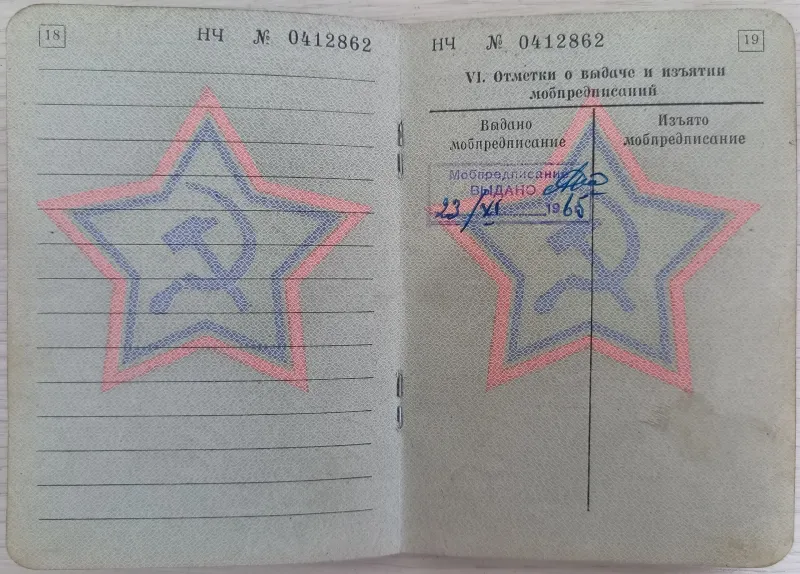 18
НЧ № 0412862
НЧ № 0412862
19
VI. Отметки о выдаче и изъятии
мобпредписаний
Выдано
мобпредписание
Изъято
мобпредписание
Мобпредписание
ВЫДАНО
23/XI 1965